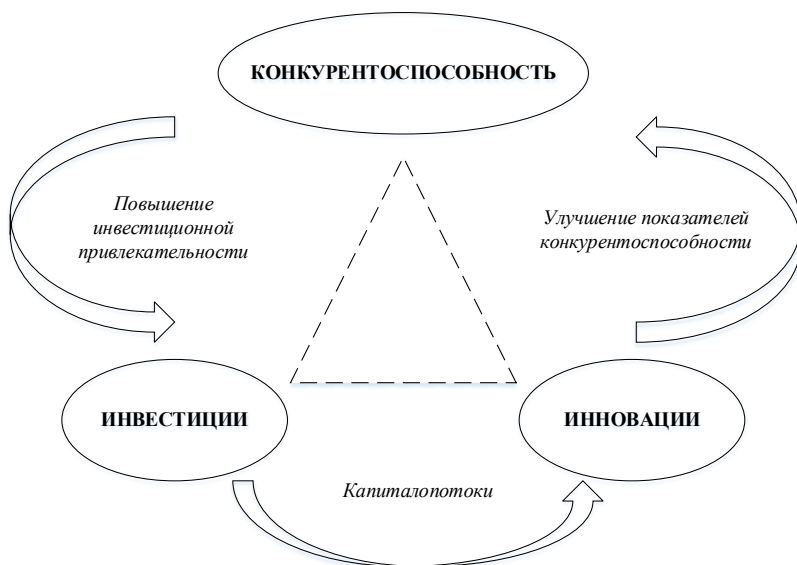 КОНКУРЕНТОСПОСОБНОСТЬ
Повышение
инвестиционной
привлекательности
Улучшение показателей
конкурентоспособности
ИНВЕСТИЦИИ
ИННОВАЦИИ
Капиталопотоки